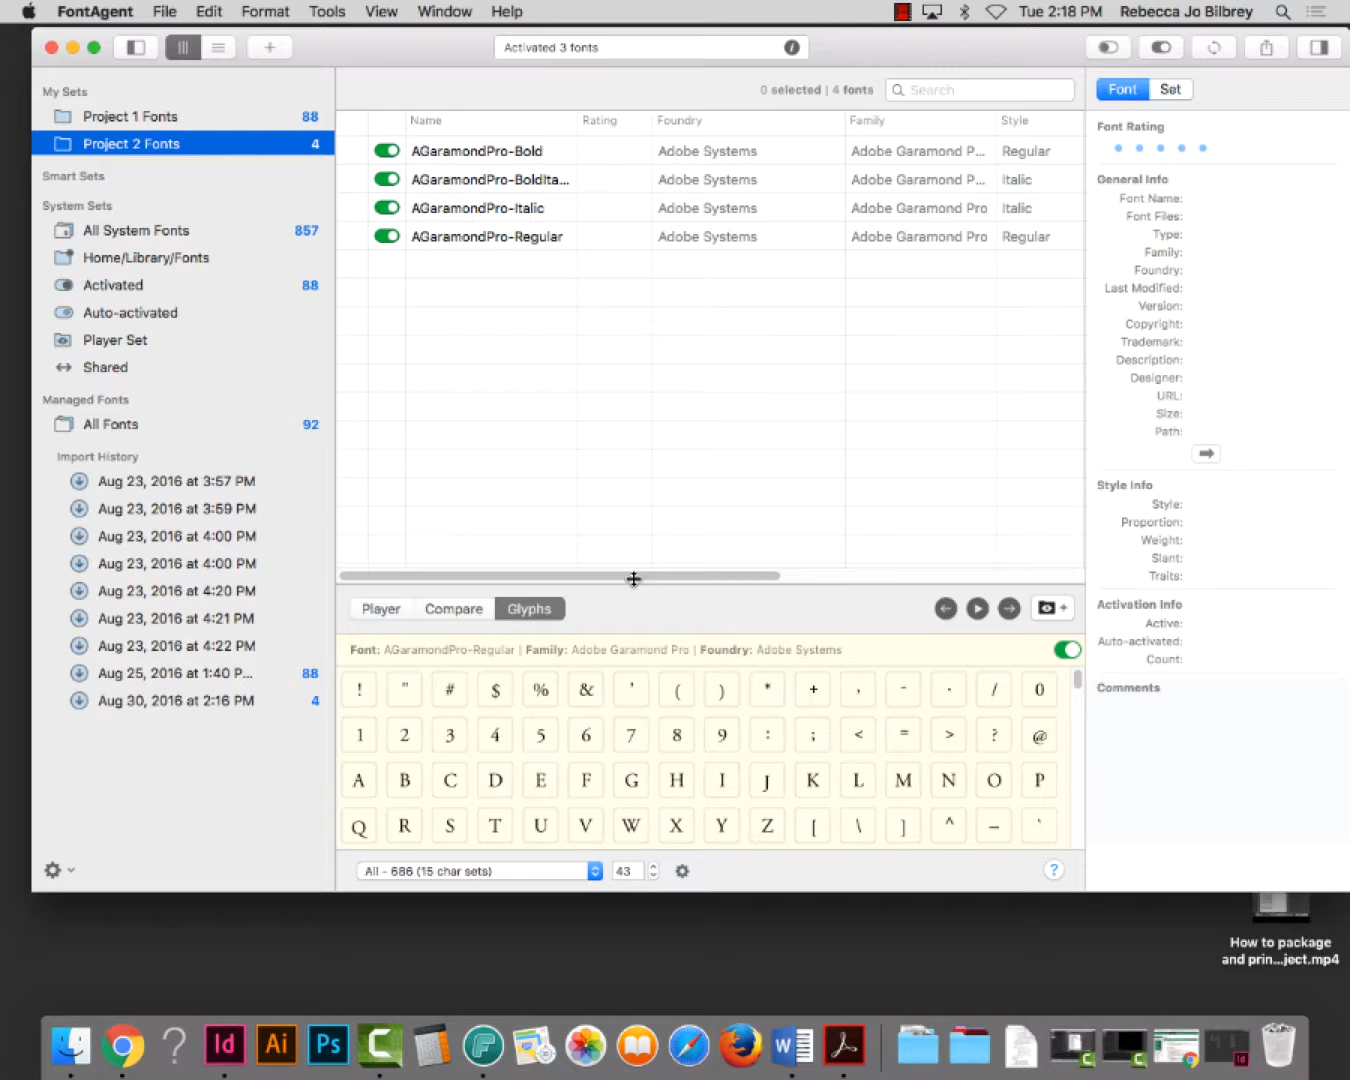 FontAgent File Edit Format Tools View Window Help Tue 2:18 PM Rebecca Jo Bilbrey
Activated 3 fonts
My Sets
Project 1 Fonts 88
Project 2 Fonts 4
Smart Sets
System Sets
All System Fonts 857
Home/Library/Fonts
Activated 88
Auto-activated
Player Set
Shared
Managed Fonts
All Fonts 92
Import History
Aug 23, 2016 at 3:57 PM
Aug 23, 2016 at 3:59 PM
Aug 23, 2016 at 4:00 PM
Aug 23, 2016 at 4:00 PM
Aug 23, 2016 at 4:20 PM
Aug 23, 2016 at 4:21 PM
Aug 23, 2016 at 4:22 PM
Aug 25, 2016 at 1:40 P... 88
Aug 30, 2016 at 2:16 PM 4
0 selected | 4 fonts Search
Name Rating Foundry Family Style
AGaramondPro-Bold Adobe Systems Adobe Garamond P... Regular
AGaramondPro-BoldIta... Adobe Systems Adobe Garamond P... Italic
AGaramondPro-Italic Adobe Systems Adobe Garamond Pro Italic
AGaramondPro-Regular Adobe Systems Adobe Garamond Pro Regular
Player Compare Glyphs
Font: AGaramondPro-Regular | Family: Adobe Garamond Pro | Foundry: Adobe Systems
! " # $ % & ' ( ) * + , - . / 0
1 2 3 4 5 6 7 8 9 : ; < = > ? @
A B C D E F G H I J K L M N O P
Q R S T U V W X Y Z [ \ ] ^ _ `
All - 686 (15 char sets) 43 ?
Font Set
Font Rating
General Info
Font Name:
Font Files:
Type:
Family:
Foundry:
Last Modified:
Version:
Copyright:
Trademark:
Description:
Designer:
URL:
Size:
Path:
Style Info
Style:
Proportion:
Weight:
Slant:
Traits:
Activation Info
Active:
Auto-activated:
Count:
Comments
How to package
and prin...ject.mp4
? Id Ai Ps C W